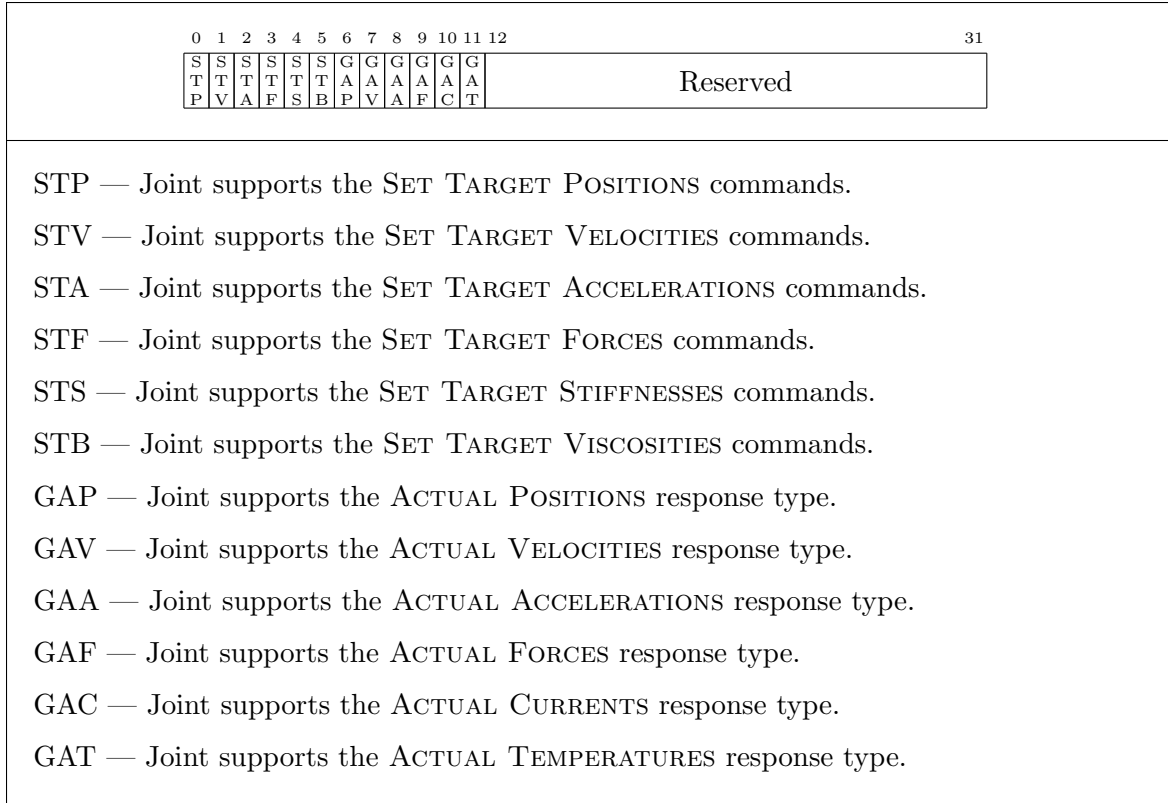 0 1 2 3 4 5 6 7 8 9 10 11 12 31
S S S S S S G G G G G G
T T T T T T A A A A A A Reserved
P V A F S B P V A F C T
STP — Joint supports the SET TARGET POSITIONS commands.
STV — Joint supports the SET TARGET VELOCITIES commands.
STA — Joint supports the SET TARGET ACCELERATIONS commands.
STF — Joint supports the SET TARGET FORCES commands.
STS — Joint supports the SET TARGET STIFFNESSES commands.
STB — Joint supports the SET TARGET VISCOSITIES commands.
GAP — Joint supports the ACTUAL POSITIONS response type.
GAV — Joint supports the ACTUAL VELOCITIES response type.
GAA — Joint supports the ACTUAL ACCELERATIONS response type.
GAF — Joint supports the ACTUAL FORCES response type.
GAC — Joint supports the ACTUAL CURRENTS response type.
GAT — Joint supports the ACTUAL TEMPERATURES response type.